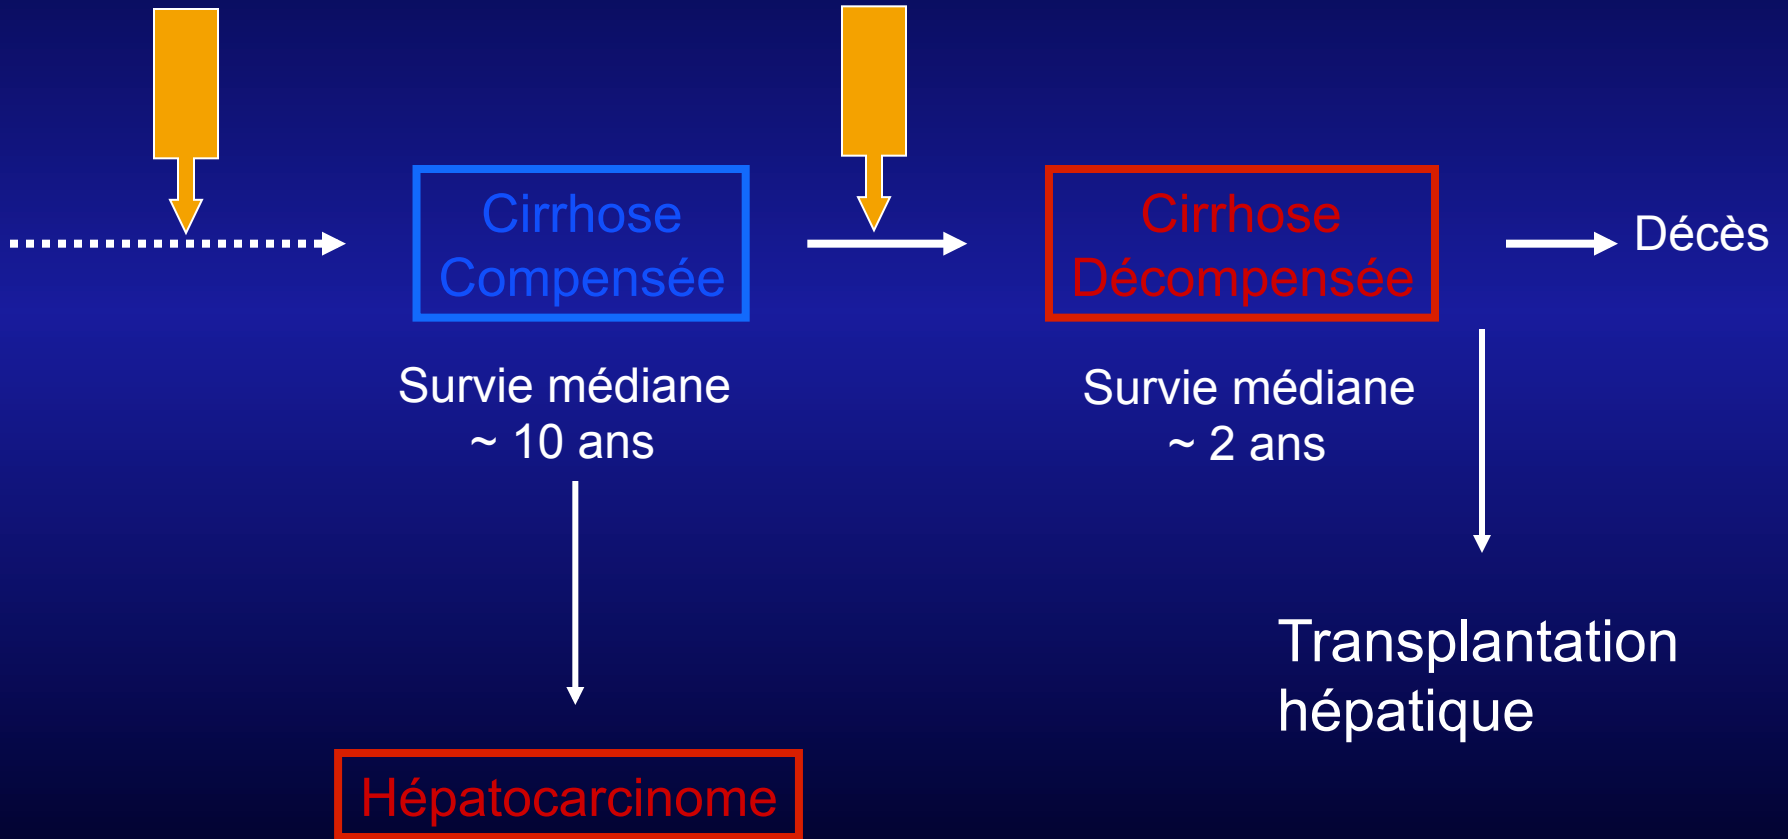 Cirrhose
Compensée
Survie médiane
~ 10 ans
Hépatocarcinome
Cirrhose
Décompensée
Survie médiane
~ 2 ans
Décès
Transplantation
hépatique